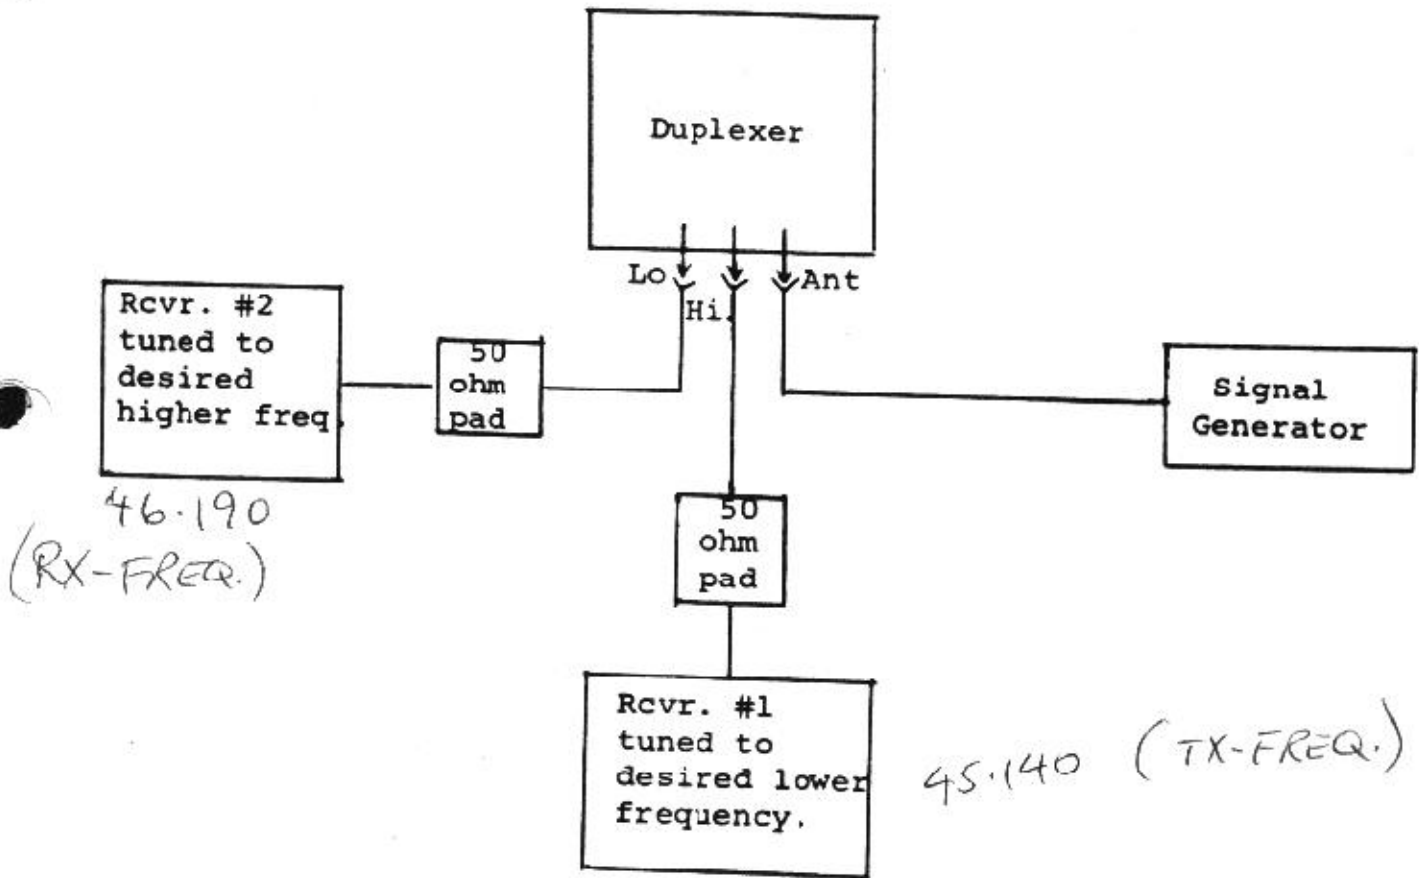 Duplexer
Lo
Hi.
Ant
Rcvr. #2
tuned to
desired
higher freq.
50
ohm
pad
Signal
Generator
46.190
(RX-FREQ.)
50
ohm
pad
Rcvr. #1
tuned to
desired lower
frequency.
45.140 (TX-FREQ.)